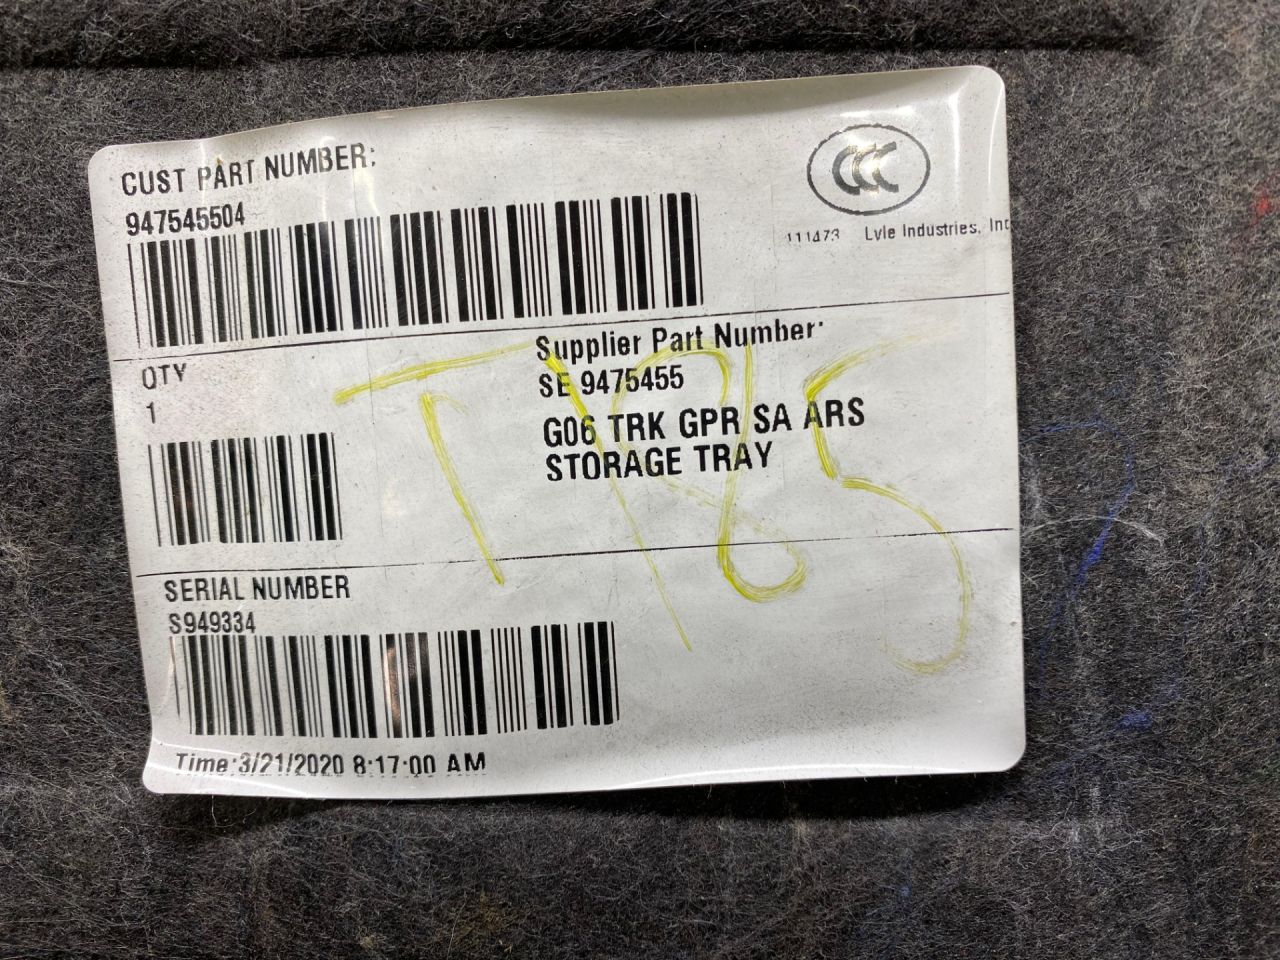 CUST PART NUMBER:
947545504
CCC
111473 Lyle Industries, Inc
QTY
1
Supplier Part Number:
SE 9475455
G06 TRK GPR SA ARS
STORAGE TRAY
SERIAL NUMBER
S949334
Time:3/21/2020 8:17:00 AM